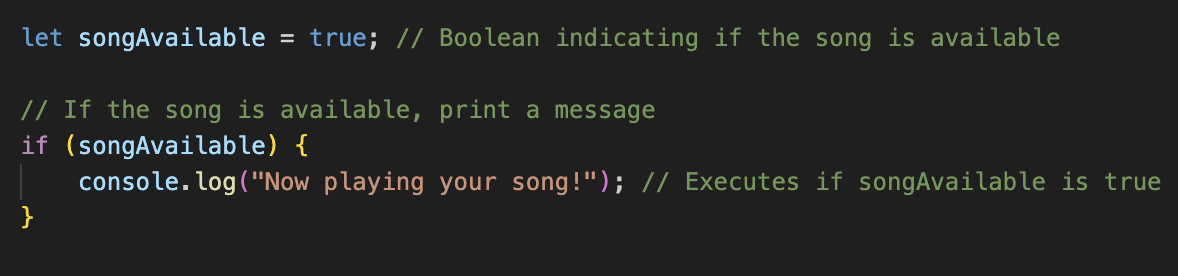 let songAvailable = true; // Boolean indicating if the song is available
// If the song is available, print a message
if (songAvailable) {
    console.log("Now playing your song!"); // Executes if songAvailable is true
}